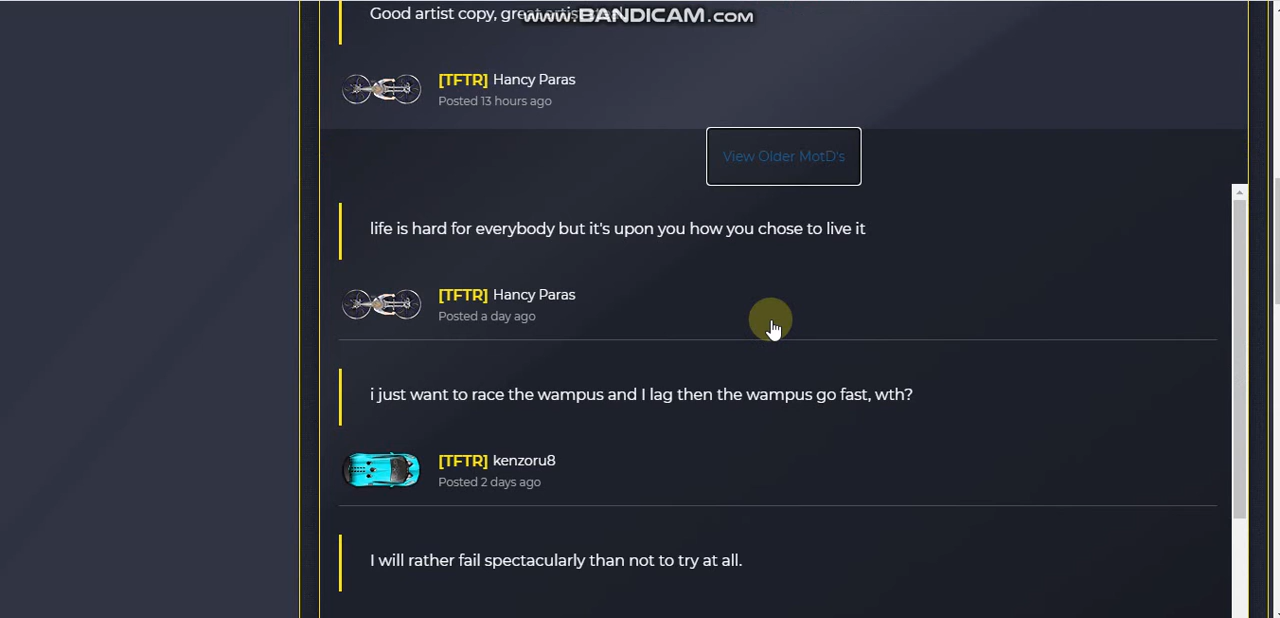 Good artist copy, great
www.BANDICAM.com
[TFTR] Hancy Paras
Posted 13 hours ago
View Older MotD's
life is hard for everybody but it's upon you how you chose to live it
[TFTR] Hancy Paras
Posted a day ago
i just want to race the wampus and I lag then the wampus go fast, wth?
[TFTR] kenzoru8
Posted 2 days ago
I will rather fail spectacularly than not to try at all.